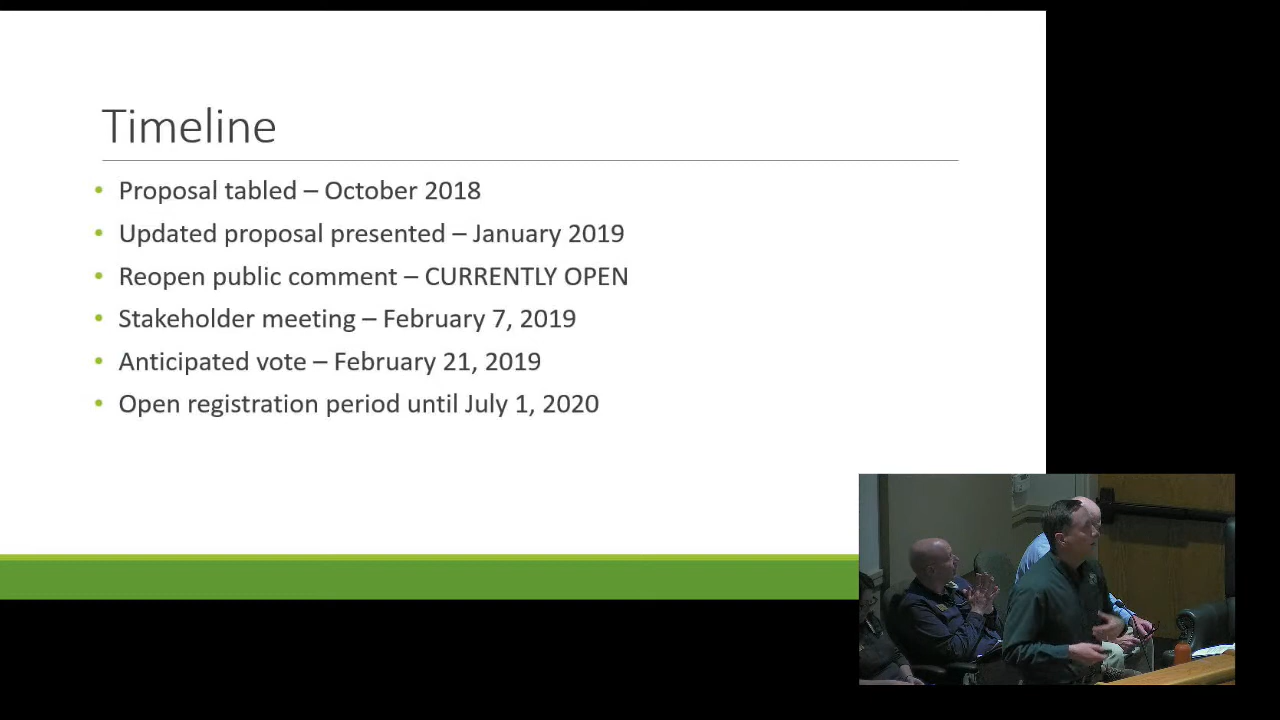 Timeline
• Proposal tabled – October 2018
• Updated proposal presented – January 2019
• Reopen public comment – CURRENTLY OPEN
• Stakeholder meeting – February 7, 2019
• Anticipated vote – February 21, 2019
• Open registration period until July 1, 2020